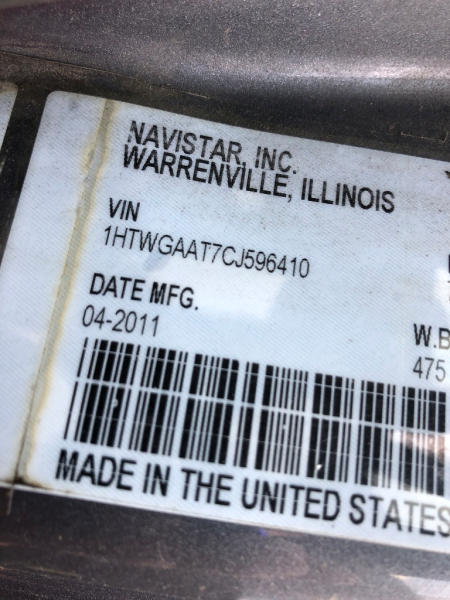 NAVISTAR, INC.
WARRENVILLE, ILLINOIS
VIN
1HTWGAAT7CJ596410
DATE MFG.
04-2011
W.B
475
MADE IN THE UNITED STATES